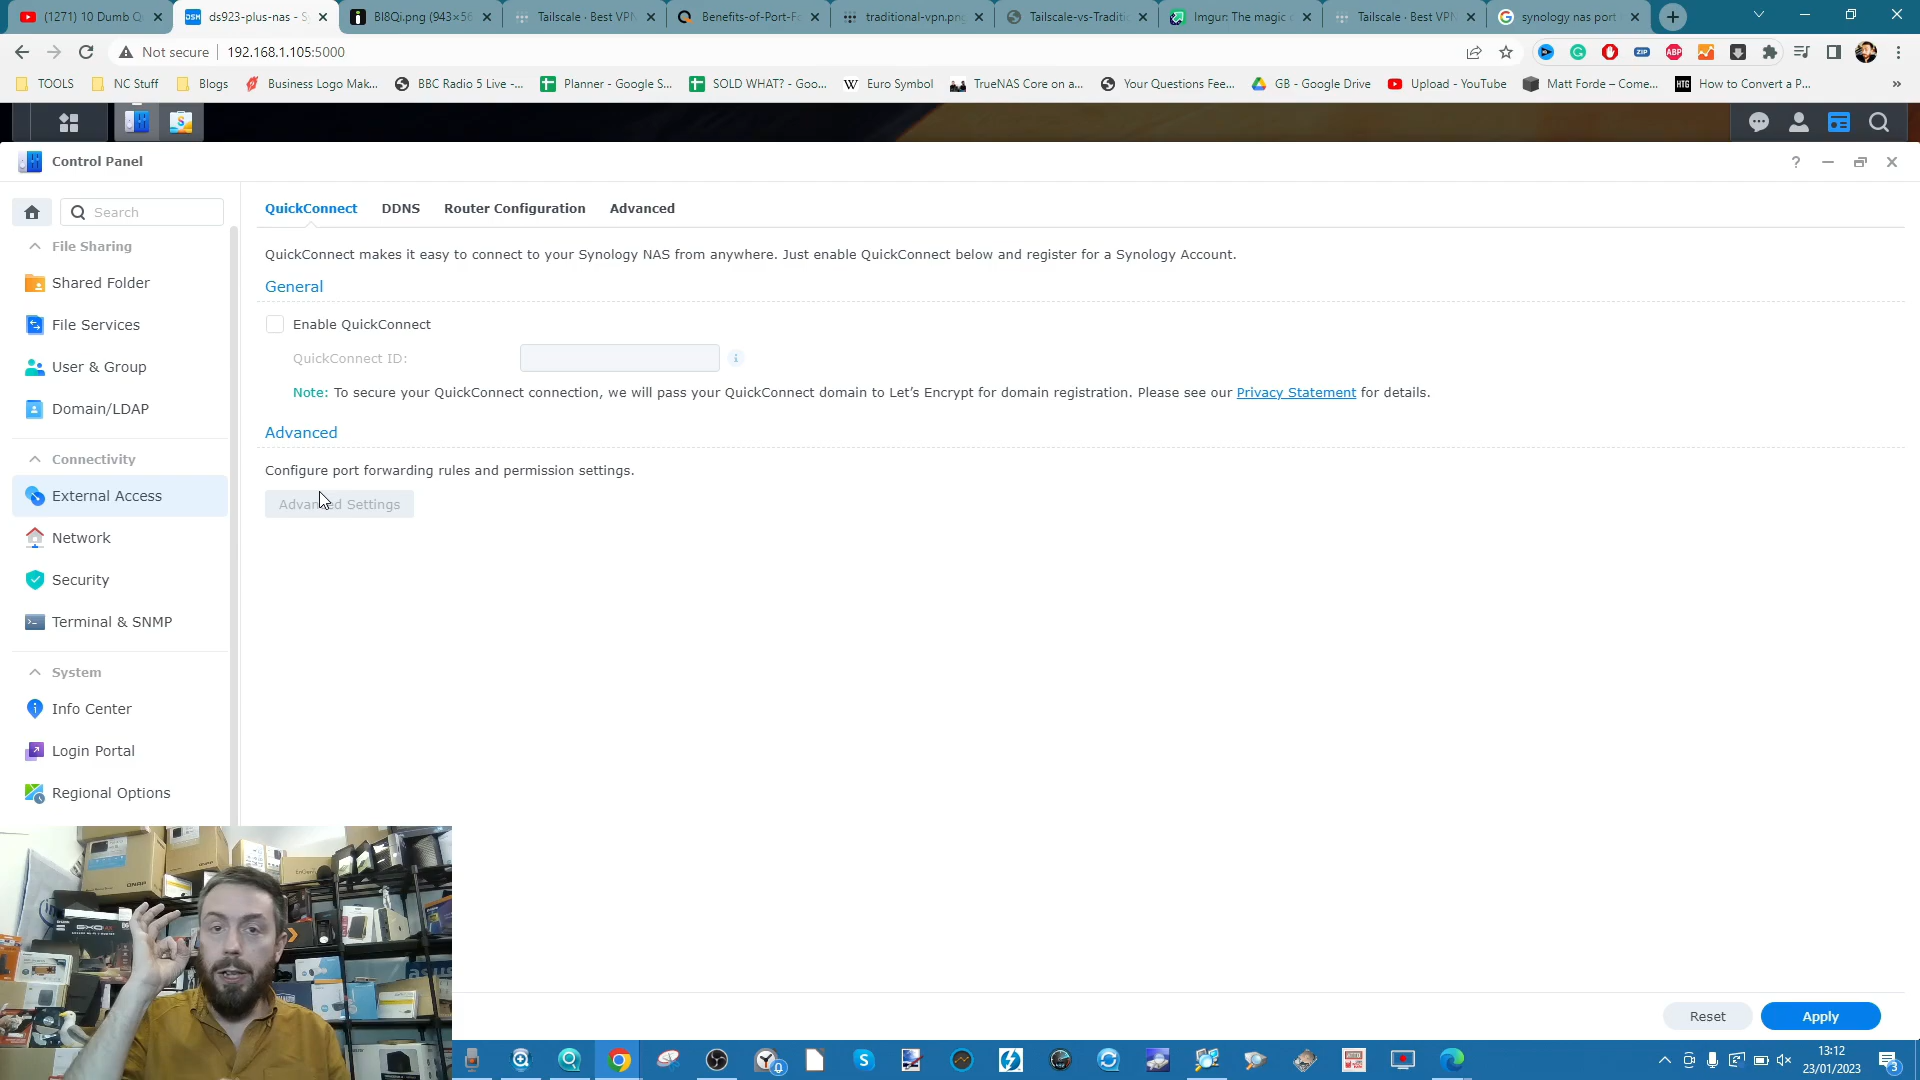 (1271) 10 Dumb Q
ds923-plus-nas - S
BI8Qi.png (943×56
Tailscale · Best VPN
Benefits-of-Port-Fo
traditional-vpn.png
Tailscale-vs-Traditio
Imgur: The magic o
Tailscale · Best VPN
synology nas port
Not secure
192.168.1.105:5000
TOOLS
NC Stuff
Blogs
Business Logo Mak...
BBC Radio 5 Live -...
Planner - Google S...
SOLD WHAT? - Goo...
Euro Symbol
TrueNAS Core on a...
Your Questions Fee...
GB - Google Drive
Upload - YouTube
Matt Forde – Come...
How to Convert a P...
Control Panel
Search
File Sharing
Shared Folder
File Services
User & Group
Domain/LDAP
Connectivity
External Access
Network
Security
Terminal & SNMP
System
Info Center
Login Portal
Regional Options
QuickConnect
DDNS
Router Configuration
Advanced
QuickConnect makes it easy to connect to your Synology NAS from anywhere. Just enable QuickConnect below and register for a Synology Account.
General
Enable QuickConnect
QuickConnect ID:
Note: To secure your QuickConnect connection, we will pass your QuickConnect domain to Let's Encrypt for domain registration. Please see our Privacy Statement for details.
Advanced
Configure port forwarding rules and permission settings.
Advanced Settings
Reset
Apply
13:12
23/01/2023
3